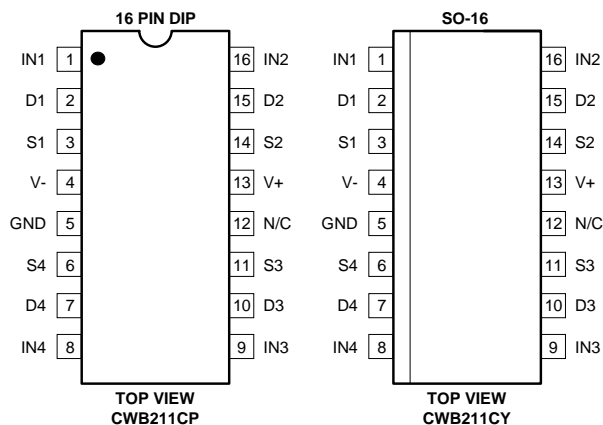 16 PIN DIP
IN1 1 16 IN2
D1 2 15 D2
S1 3 14 S2
V- 4 13 V+
GND 5 12 N/C
S4 6 11 S3
D4 7 10 D3
IN4 8 9 IN3
TOP VIEW
CWB211CP
SO-16
IN1 1 16 IN2
D1 2 15 D2
S1 3 14 S2
V- 4 13 V+
GND 5 12 N/C
S4 6 11 S3
D4 7 10 D3
IN4 8 9 IN3
TOP VIEW
CWB211CY